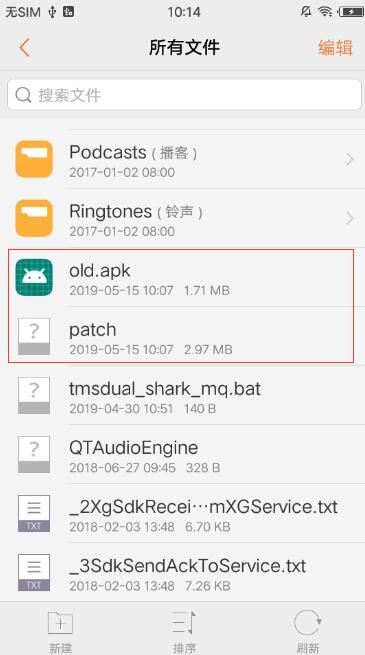 无SIM
10:14
所有文件
编辑
搜索文件
Podcasts（播客）
2017-01-02 08:00
Ringtones（铃声）
2017-01-02 08:00
old.apk
2019-05-15 10:07 1.71 MB
?
patch
2019-05-15 10:07 2.97 MB
?
tmsdual_shark_mq.bat
2019-04-30 10:51 140 B
?
QTAudioEngine
2018-06-27 09:45 328 B
_2XgSdkRecei···mXGService.txt
TXT
2018-02-03 13:48 6.70 KB
_3SdkSendAckToService.txt
TXT
2018-02-03 13:48 7.26 KB
新建
排序
刷新